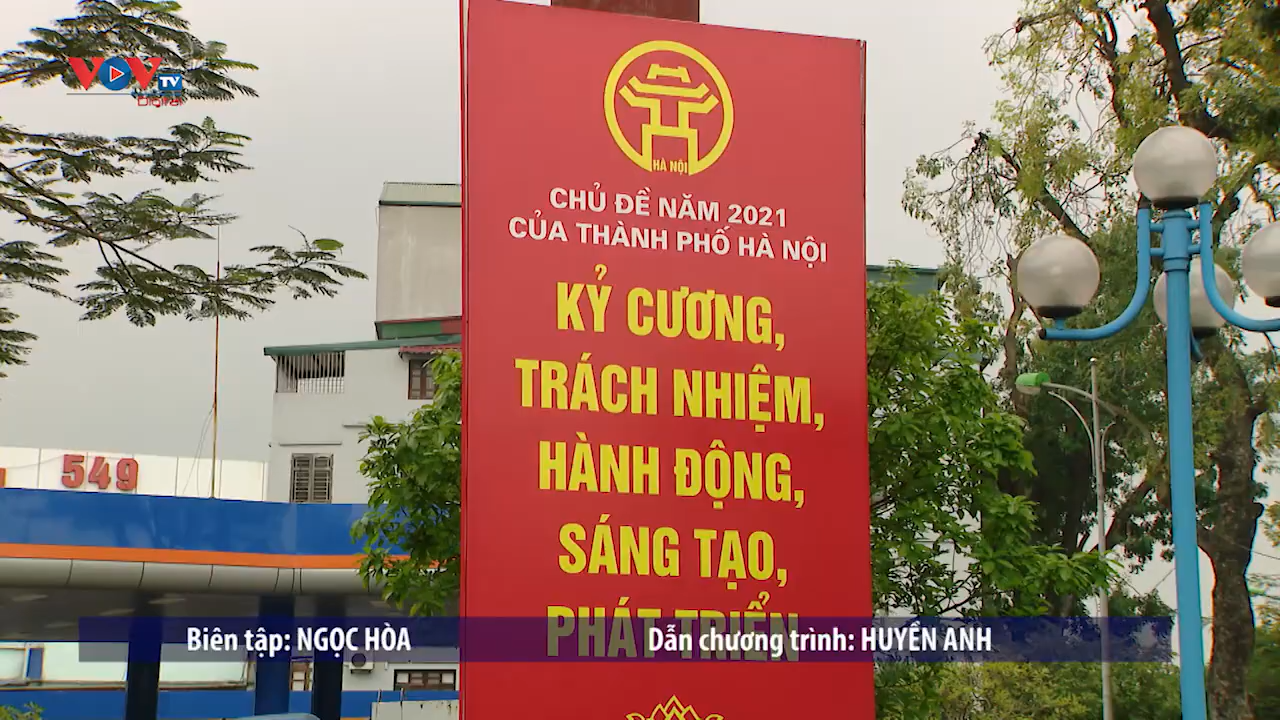 VOV TV
Digital
HÀ NỘI
CHỦ ĐỀ NĂM 2021
CỦA THÀNH PHỐ HÀ NỘI
KỶ CƯƠNG,
TRÁCH NHIỆM,
HÀNH ĐỘNG,
SÁNG TẠO,
PHÁT TRIỂN
549
Biên tập: NGỌC HÒA
Dẫn chương trình: HUYỀN ANH